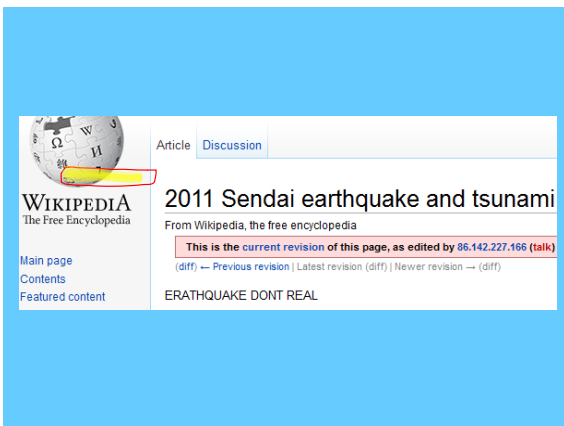 Ω W И
WIKIPEDIA
The Free Encyclopedia
Main page
Contents
Featured content
Article Discussion
2011 Sendai earthquake and tsunami
From Wikipedia, the free encyclopedia
This is the current revision of this page, as edited by 86.142.227.166 (talk)
(diff) ← Previous revision | Latest revision (diff) | Newer revision → (diff)
ERATHQUAKE DONT REAL